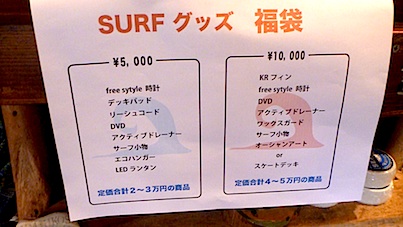 SURF グッズ 福袋
¥5,000
free sytyle 時計
デッキパッド
リーシュコード
DVD
アクティブドレーナー
サーフ小物
エコハンガー
LEDランタン
定価合計2～3万円の商品
¥10,000
KRフィン
free sytyle 時計
DVD
アクティブドレーナー
ワックスガード
サーフ小物
オーシャンアート
or
スケートデッキ
定価合計4～5万円の商品